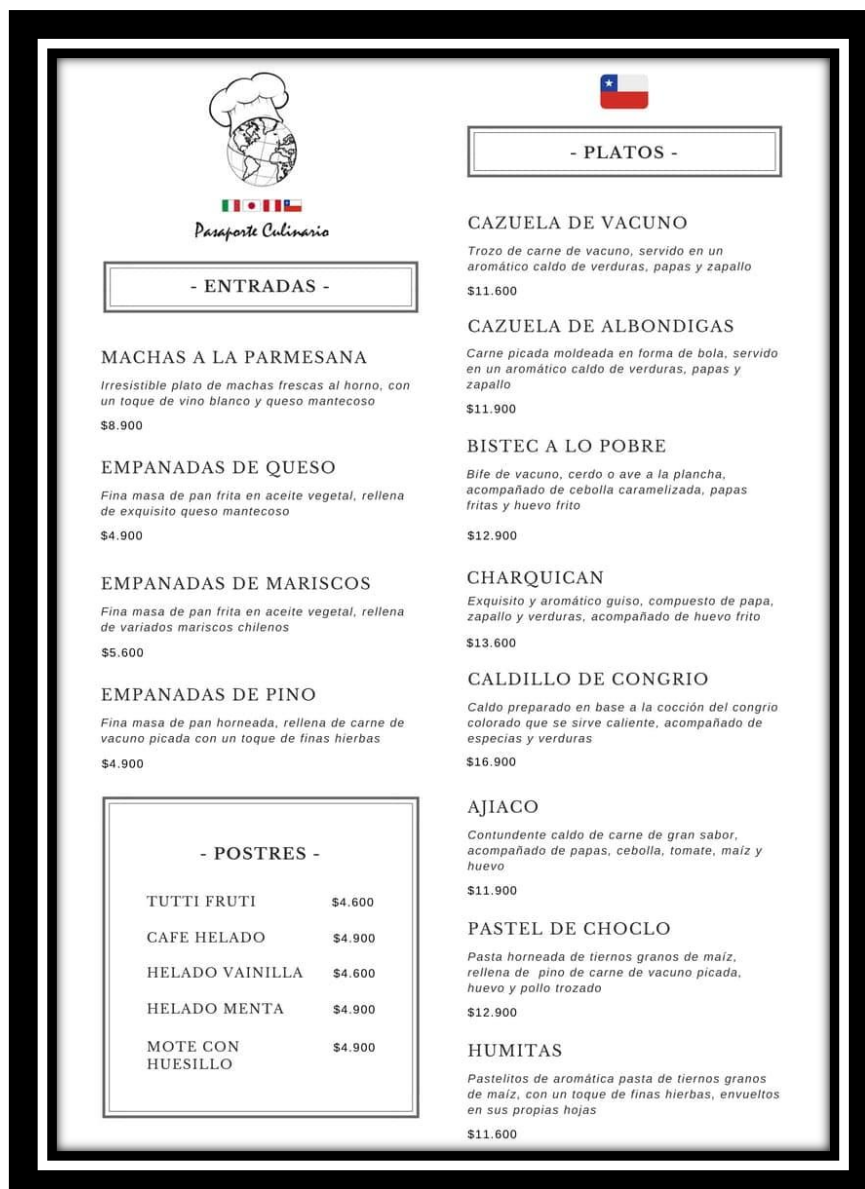 Pasaporte Culinario
- ENTRADAS -
MACHAS A LA PARMESANA
Irresistible plato de machas frescas al horno, con
un toque de vino blanco y queso mantecoso
$8.900
EMPANADAS DE QUESO
Fina masa de pan frita en aceite vegetal, rellena
de exquisito queso mantecoso
$4.900
EMPANADAS DE MARISCOS
Fina masa de pan frita en aceite vegetal, rellena
de variados mariscos chilenos
$5.600
EMPANADAS DE PINO
Fina masa de pan horneada, rellena de carne de
vacuno picada con un toque de finas hierbas
$4.900
- POSTRES -
TUTTI FRUTI $4.600
CAFE HELADO $4.900
HELADO VAINILLA $4.600
HELADO MENTA $4.900
MOTE CON $4.900
HUESILLO
- PLATOS -
CAZUELA DE VACUNO
Trozo de carne de vacuno, servido en un
aromático caldo de verduras, papas y zapallo
$11.600
CAZUELA DE ALBONDIGAS
Carne picada moldeada en forma de bola, servido
en un aromático caldo de verduras, papas y
zapallo
$11.900
BISTEC A LO POBRE
Bife de vacuno, cerdo o ave a la plancha,
acompañado de cebolla caramelizada, papas
fritas y huevo frito
$12.900
CHARQUICAN
Exquisito y aromático guiso, compuesto de papa,
zapallo y verduras, acompañado de huevo frito
$13.600
CALDILLO DE CONGRIO
Caldo preparado en base a la cocción del congrio
colorado que se sirve caliente, acompañado de
especias y verduras
$16.900
AJIACO
Contundente caldo de carne de gran sabor,
acompañado de papas, cebolla, tomate, maíz y
huevo
$11.900
PASTEL DE CHOCLO
Pasta horneada de tiernos granos de maíz,
rellena de pino de carne de vacuno picada,
huevo y pollo trozado
$12.900
HUMITAS
Pastelitos de aromática pasta de tiernos granos
de maíz, con un toque de finas hierbas, envueltos
en sus propias hojas
$11.600